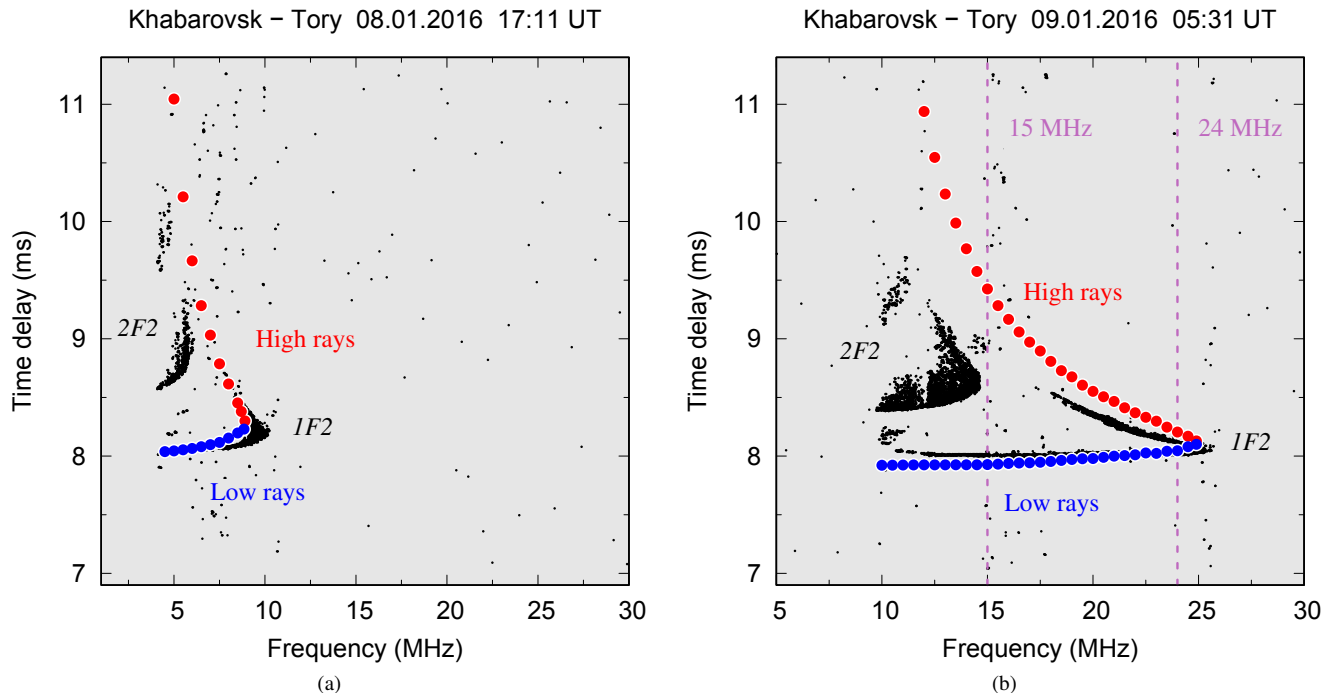 Khabarovsk − Tory 08.01.2016 17:11 UT
Time delay (ms)
11
10
9
8
7
2F2
High rays
1F2
Low rays
5 10 15 20 25 30
Frequency (MHz)
(a)
Khabarovsk − Tory 09.01.2016 05:31 UT
Time delay (ms)
11
10
9
8
7
15 MHz
24 MHz
High rays
2F2
1F2
Low rays
5 10 15 20 25 30
Frequency (MHz)
(b)